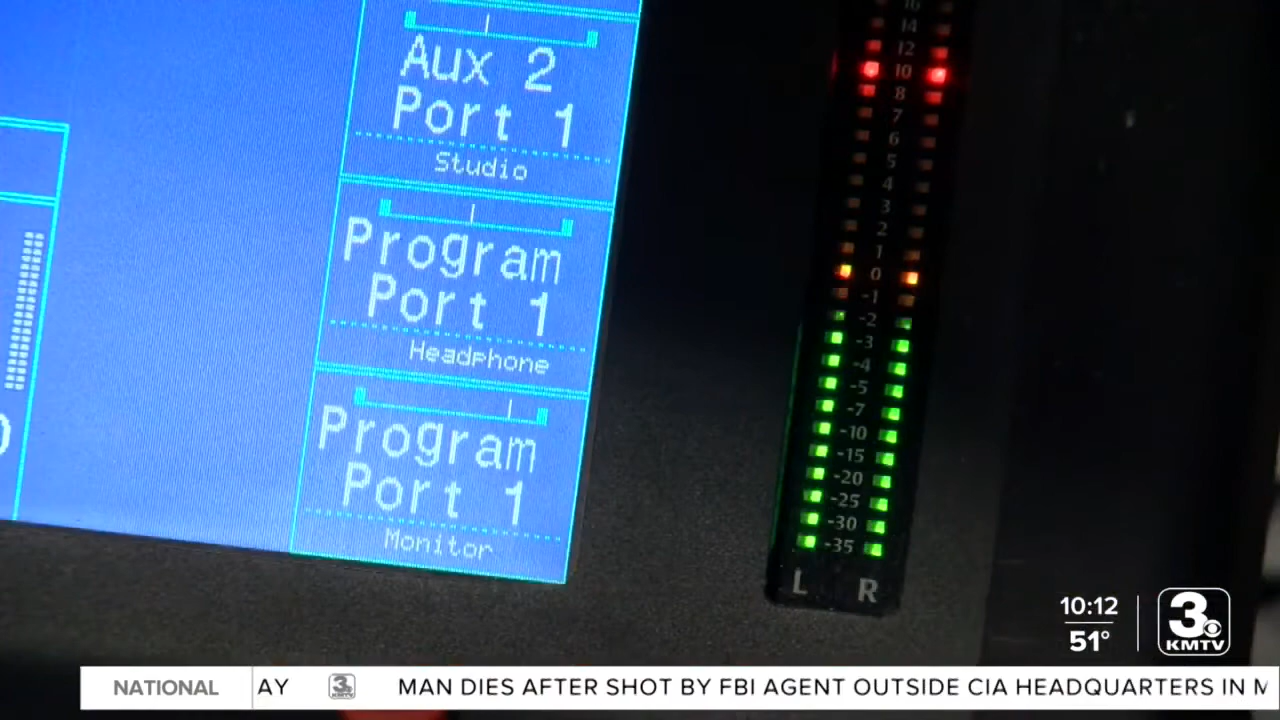 Aux 2
Port 1
Studio
Program
Port 1
Headphone
Program
Port 1
Monitor
14
12
10
8
7
6
5
4
3
2
1
0
-1
-2
-3
-4
-5
-7
-10
-15
-20
-25
-30
-35
L R
10:12
51°
3
KMTV
NATIONAL AY 3 KMTV MAN DIES AFTER SHOT BY FBI AGENT OUTSIDE CIA HEADQUARTERS IN